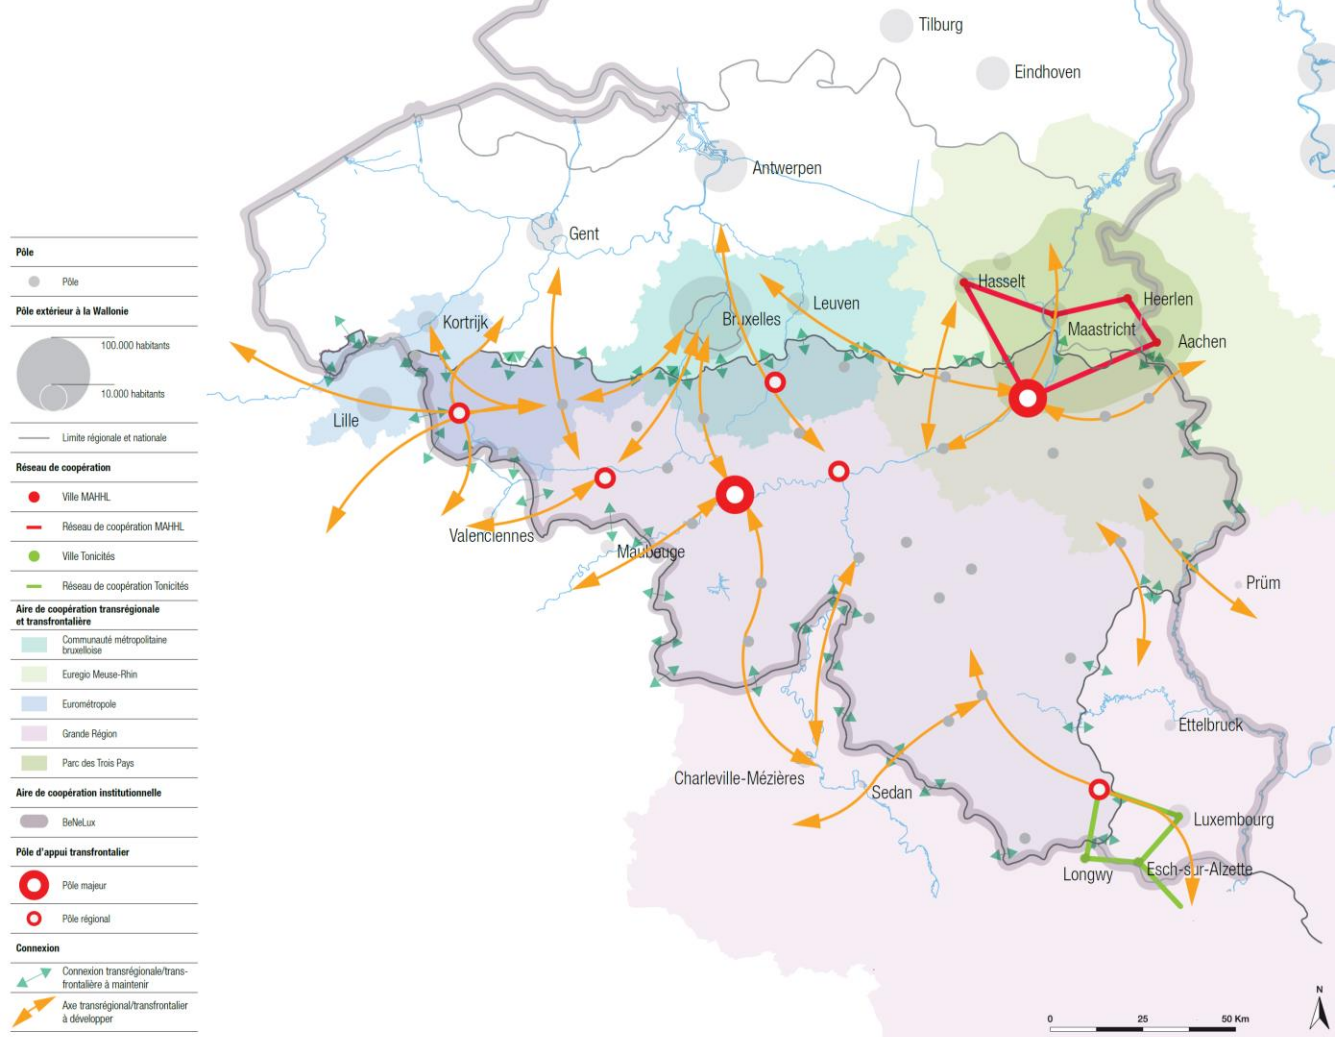 Pôle
Pôle
Pôle extérieur à la Wallonie
100.000 habitants
10.000 habitants
Limite régionale et nationale
Réseau de coopération
Ville MAHHL
Réseau de coopération MAHHL
Ville Tonicités
Réseau de coopération Tonicités
Aire de coopération transrégionale
et transfrontalière
Communauté métropolitaine
bruxelloise
Euregio Meuse-Rhin
Eurométropole
Grande Région
Parc des Trois Pays
Aire de coopération institutionnelle
BeNeLux
Pôle d'appui transfrontalier
Pôle majeur
Pôle régional
Connexion
Connexion transrégionale/trans-
frontalière à maintenir
Axe transrégional/transfrontalier
à développer
Tilburg
Eindhoven
Antwerpen
Gent
Hasselt
Heerlen
Leuven
Bruxelles
Kortrijk
Maastricht
Aachen
Lille
Valenciennes
Maubeuge
Prüm
Ettelbruck
Charleville-Mézières
Sedan
Luxembourg
Longwy
Esch-sur-Alzette
N
0 25 50 Km